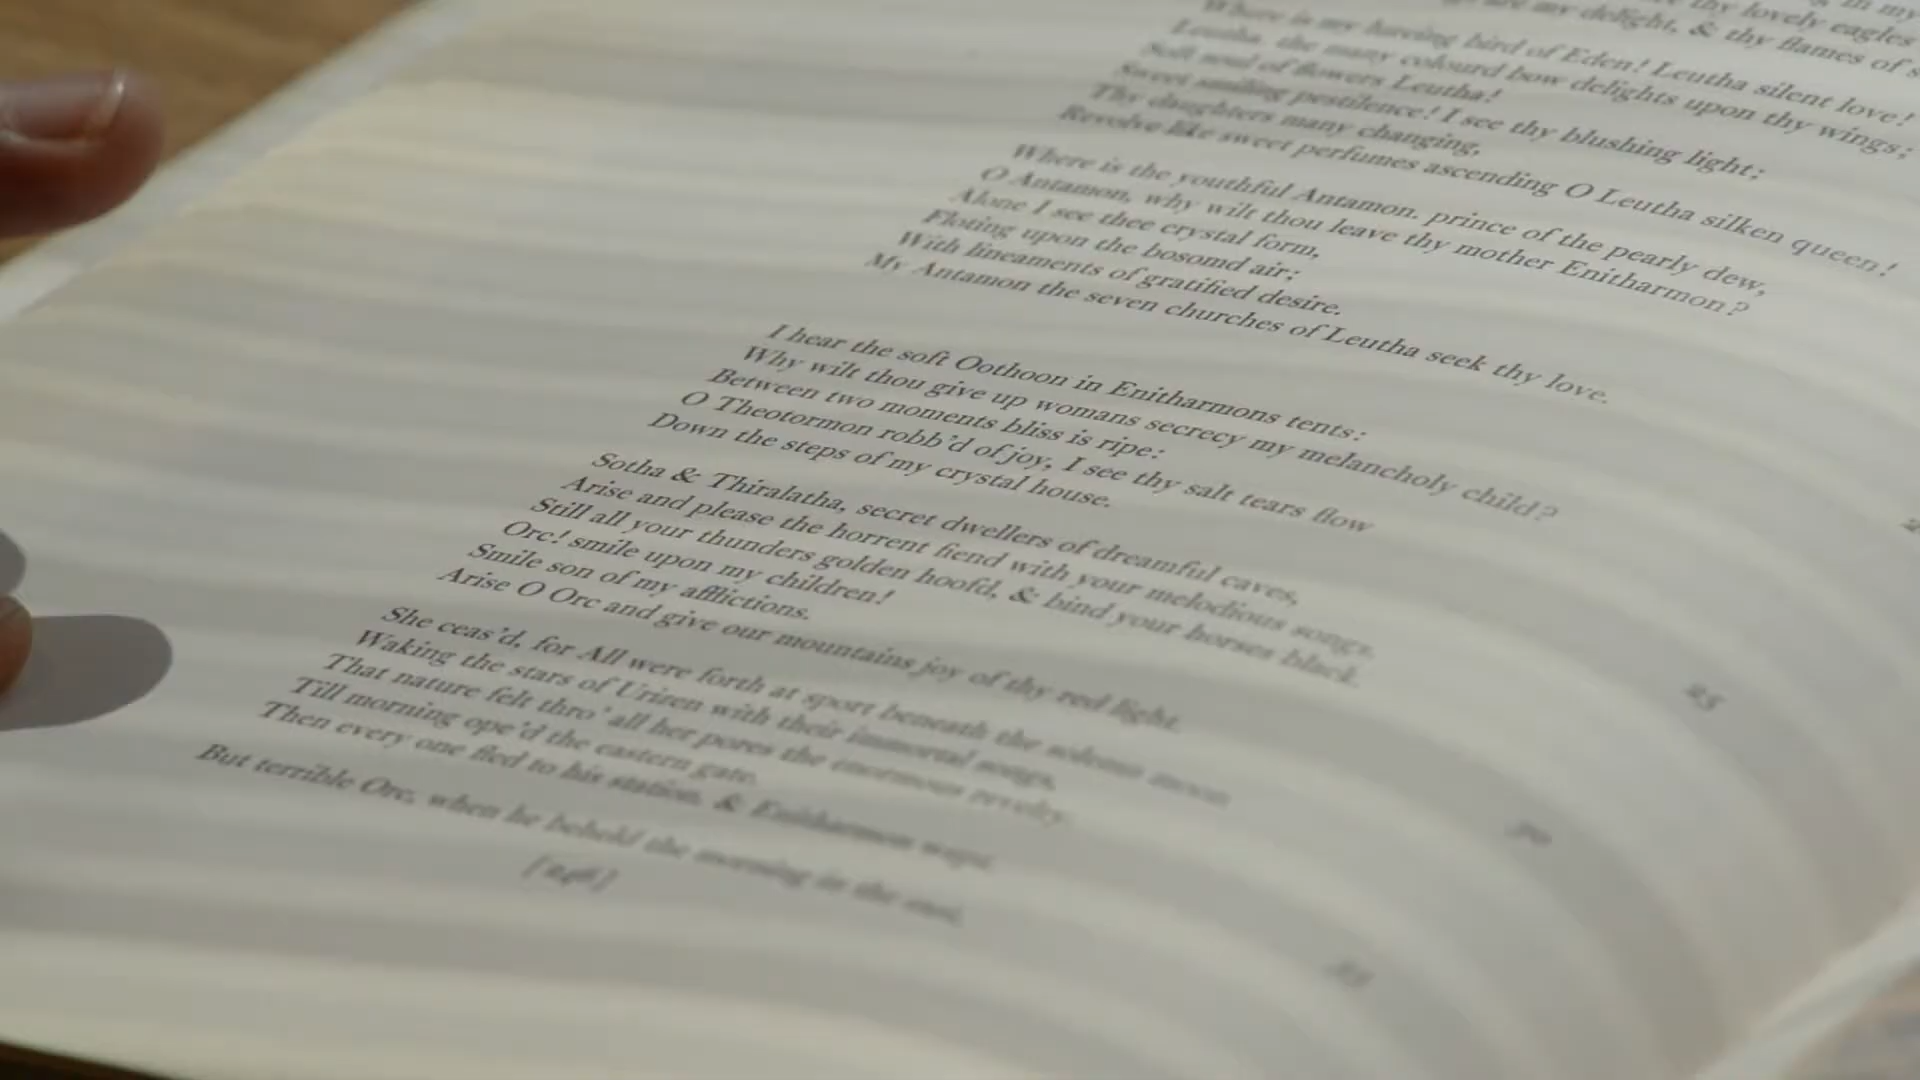 thy lovely eagles
are my delight, & thy flames of
Where is my luring bird of Eden! Leutha silent love!
Leutha, the many colourd bow delights upon thy wings;
Soft soul of flowers Leutha!
Sweet smiling pestilence! I see thy blushing light;
Thy daughters many changing,
Revolve like sweet perfumes ascending O Leutha silken queen!
Where is the youthful Antamon. prince of the pearly dew,
O Antamon, why wilt thou leave thy mother Enitharmon?
Alone I see thee crystal form,
Floting upon the bosomd air;
With lineaments of gratified desire.
My Antamon the seven churches of Leutha seek thy love.
I hear the soft Oothoon in Enitharmons tents:
Why wilt thou give up womans secrecy my melancholy child?
Between two moments bliss is ripe:
O Theotormon robb'd of joy, I see thy salt tears flow
Down the steps of my crystal house.
Sotha & Thiralatha, secret dwellers of dreamful caves,
Arise and please the horrent fiend with your melodious songs.
Still all your thunders golden hoofd, & bind your horses black.
Orc! smile upon my children!
Smile son of my afflictions.
Arise O Orc and give our mountains joy of thy red light.
25
She ceas'd, for All were forth at sport beneath the solemn moon
Waking the stars of Urizen with their immortal songs,
That nature felt thro' all her pores the enormous revelry.
Till morning ope'd the eastern gate.
Then every one fled to his station, & Enitharmon wept.
30
But terrible Orc, when he beheld the morning in the east,
[246]